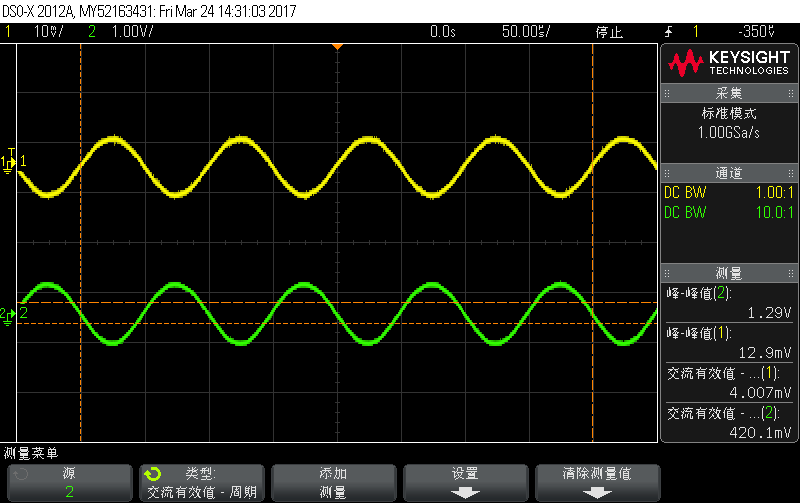 DSO-X 2012A, MY52163431: Fri Mar 24 14:31:03 2017
1 10mV/ 2 1.00V/ 0.0s 50.00us/ 停止 1 -350uV
KEYSIGHT
TECHNOLOGIES
采集
标准模式
1.00GSa/s
通道
DC BW 1.00:1
DC BW 10.0:1
测量
峰-峰值(2):
1.29V
峰-峰值(1):
12.9mV
交流有效值 - ...(1):
4.007mV
交流有效值 - ...(2):
420.1mV
T
1 1
2 2
测量菜单
源
2
类型:
交流有效值 - 周期
添加
测量
设置
清除测量值